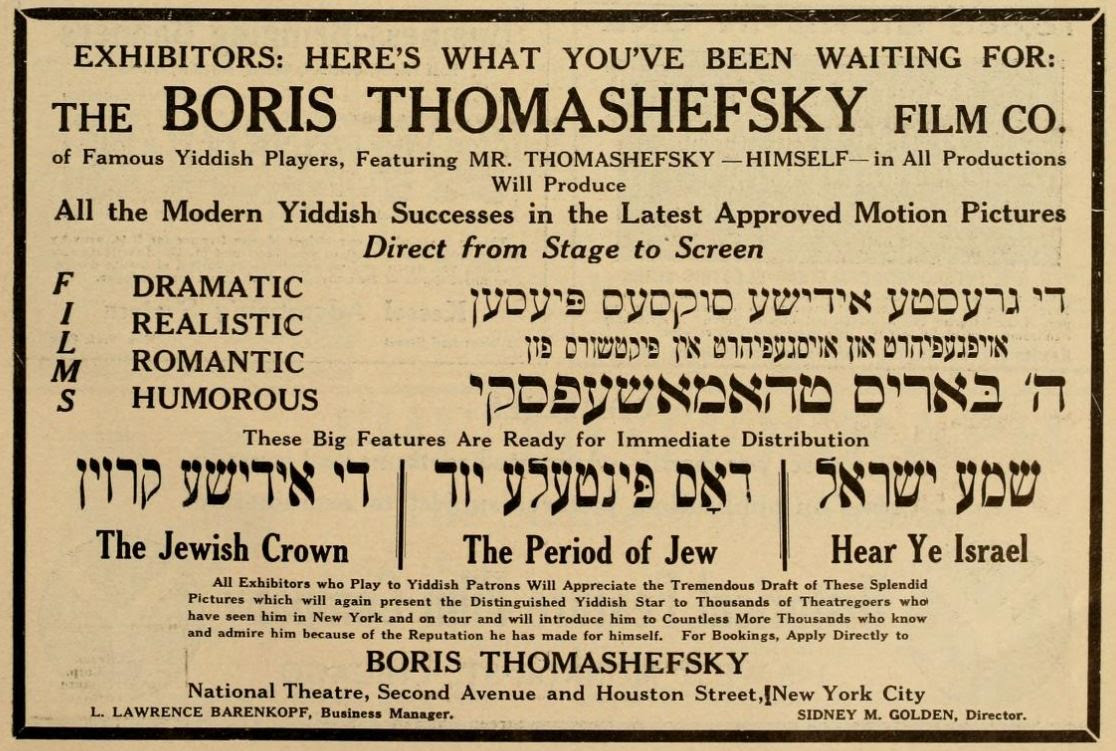 EXHIBITORS: HERE'S WHAT YOU'VE BEEN WAITING FOR:
THE BORIS THOMASHEFSKY FILM CO.
of Famous Yiddish Players, Featuring MR. THOMASHEFSKY—HIMSELF—in All Productions
Will Produce
All the Modern Yiddish Successes in the Latest Approved Motion Pictures
Direct from Stage to Screen
FILMS
DRAMATIC
REALISTIC
ROMANTIC
HUMOROUS
די גרעסטע אידישע סוקסעס פּיעסען
אויפגעפיהרט און אויסגעפיהרט אין פיקטשורס פון
ה' באריס טהאמאשעפסקי
These Big Features Are Ready for Immediate Distribution
די אידישע קרוין
The Jewish Crown
דאָס פּינטעלע יוד
The Period of Jew
שמע ישראל
Hear Ye Israel
All Exhibitors who Play to Yiddish Patrons Will Appreciate the Tremendous Draft of These Splendid
Pictures which will again present the Distinguished Yiddish Star to Thousands of Theatregoers who
have seen him in New York and on tour and will introduce him to Countless More Thousands who know
and admire him because of the Reputation he has made for himself. For Bookings, Apply Directly to
BORIS THOMASHEFSKY
National Theatre, Second Avenue and Houston Street, New York City
L. LAWRENCE BARENKOPF, Business Manager.
SIDNEY M. GOLDEN, Director.